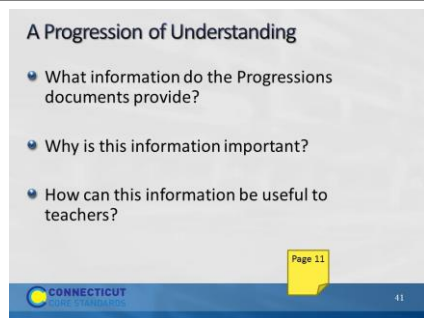 A Progression of Understanding
What information do the Progressions
documents provide?
Why is this information important?
How can this information be useful to
teachers?
Page 11
CONNECTICUT
CORE STANDARDS
41